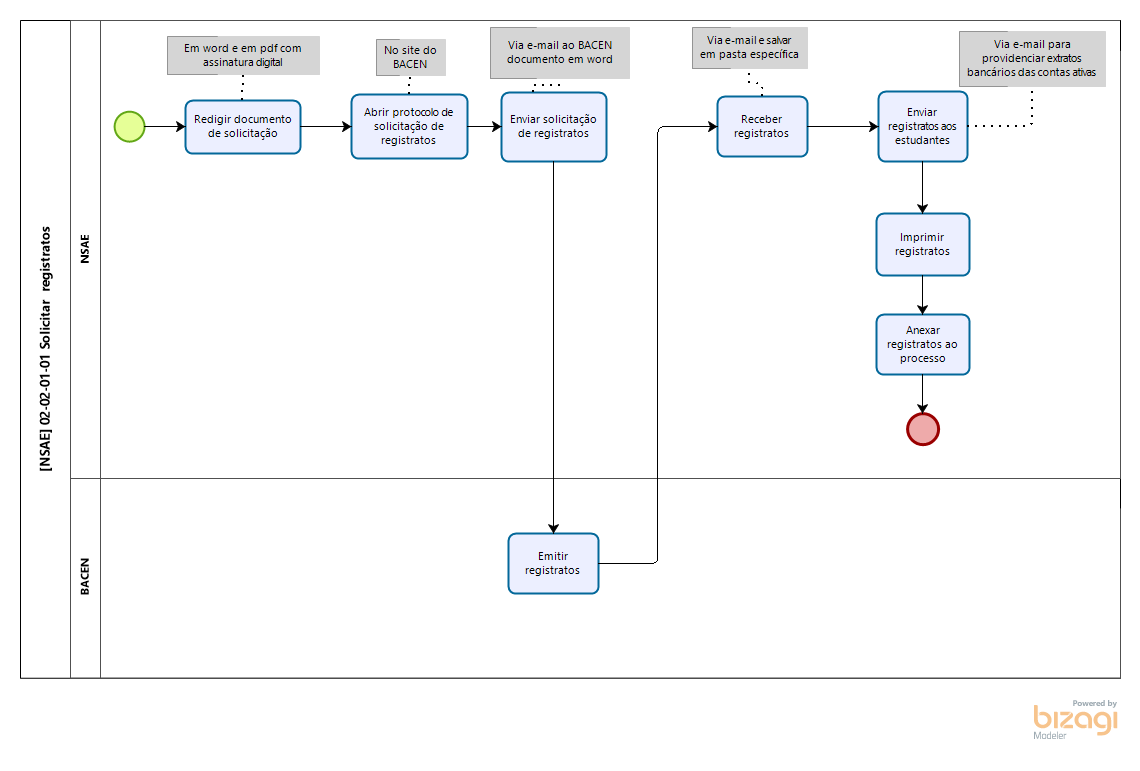 [NSAE] 02-02-01-01 Solicitar registratos
NSAE
Em word e em pdf com
assinatura digital
No site do
BACEN
Via e-mail ao BACEN
documento em word
Via e-mail e salvar
em pasta específica
Via e-mail para
providenciar extratos
bancários das contas ativas
Redigir documento
de solicitação
Abrir protocolo de
solicitação de
registratos
Enviar solicitação
de registratos
Receber
registratos
Enviar
registratos aos
estudantes
Imprimir
registratos
Anexar
registratos ao
processo
BACEN
Emitir
registratos
Powered by
bizagi
Modeler